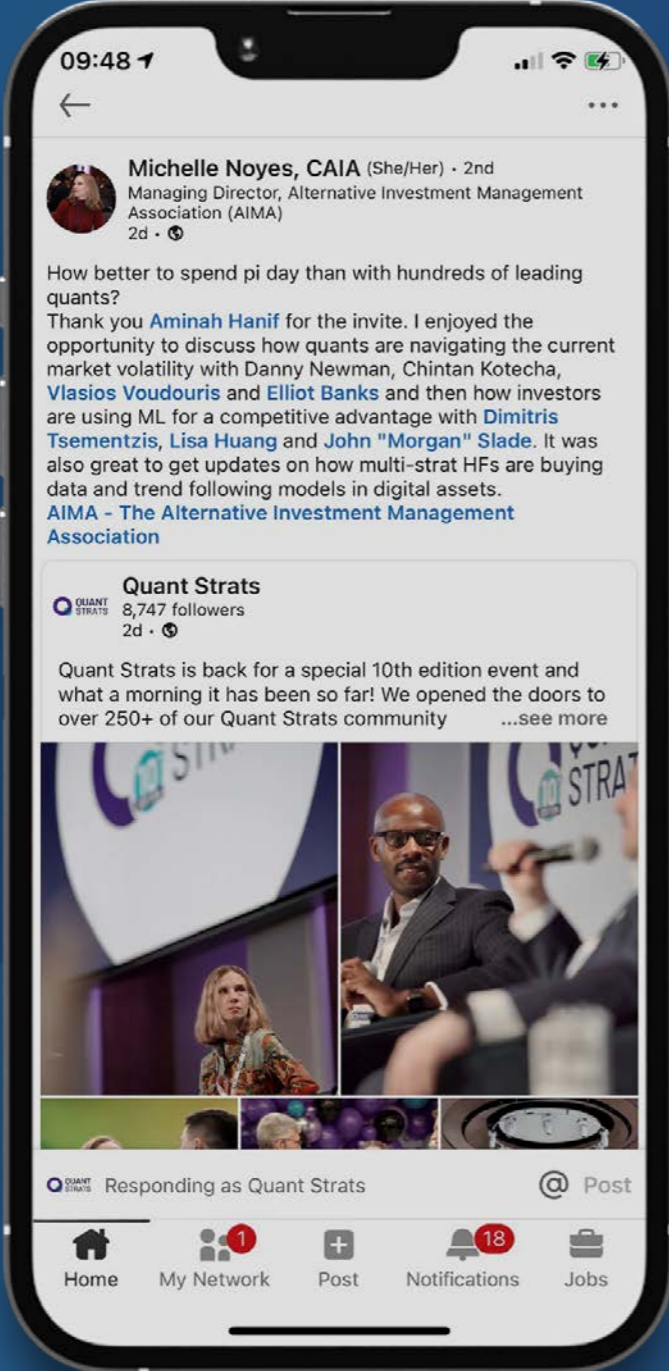 09:48
Michelle Noyes, CAIA (She/Her) • 2nd
Managing Director, Alternative Investment Management
Association (AIMA)
2d •
How better to spend pi day than with hundreds of leading
quants?
Thank you Aminah Hanif for the invite. I enjoyed the
opportunity to discuss how quants are navigating the current
market volatility with Danny Newman, Chintan Kotecha,
Vlasios Voudouris and Elliot Banks and then how investors
are using ML for a competitive advantage with Dimitris
Tsementzis, Lisa Huang and John "Morgan" Slade. It was
also great to get updates on how multi-strat HFs are buying
data and trend following models in digital assets.
AIMA - The Alternative Investment Management
Association
QUANT
STRATS
Quant Strats
8,747 followers
2d •
Quant Strats is back for a special 10th edition event and
what a morning it has been so far! We opened the doors to
over 250+ of our Quant Strats community ...see more
QUANT
STRATS
Responding as Quant Strats
@ Post
1
18
Home
My Network
Post
Notifications
Jobs